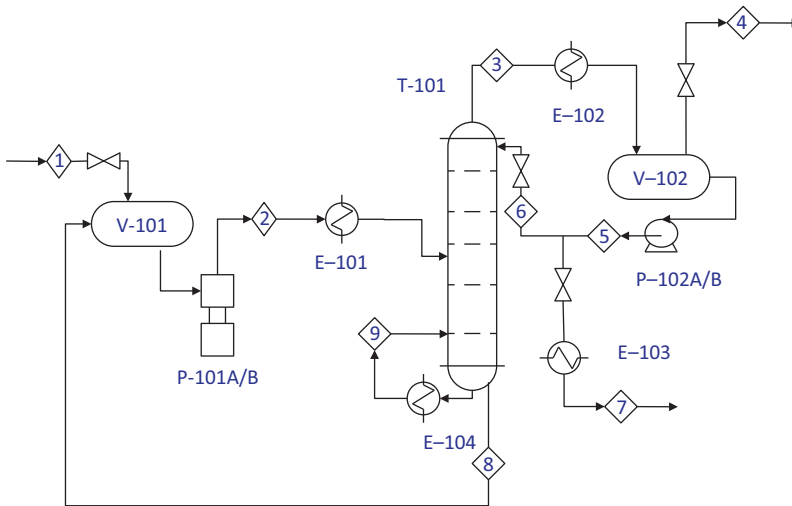 4
3
T-101
E–102
1
V–102
V-101
6
2
5
E–101
P–102A/B
9
E–103
P-101A/B
7
E–104
8